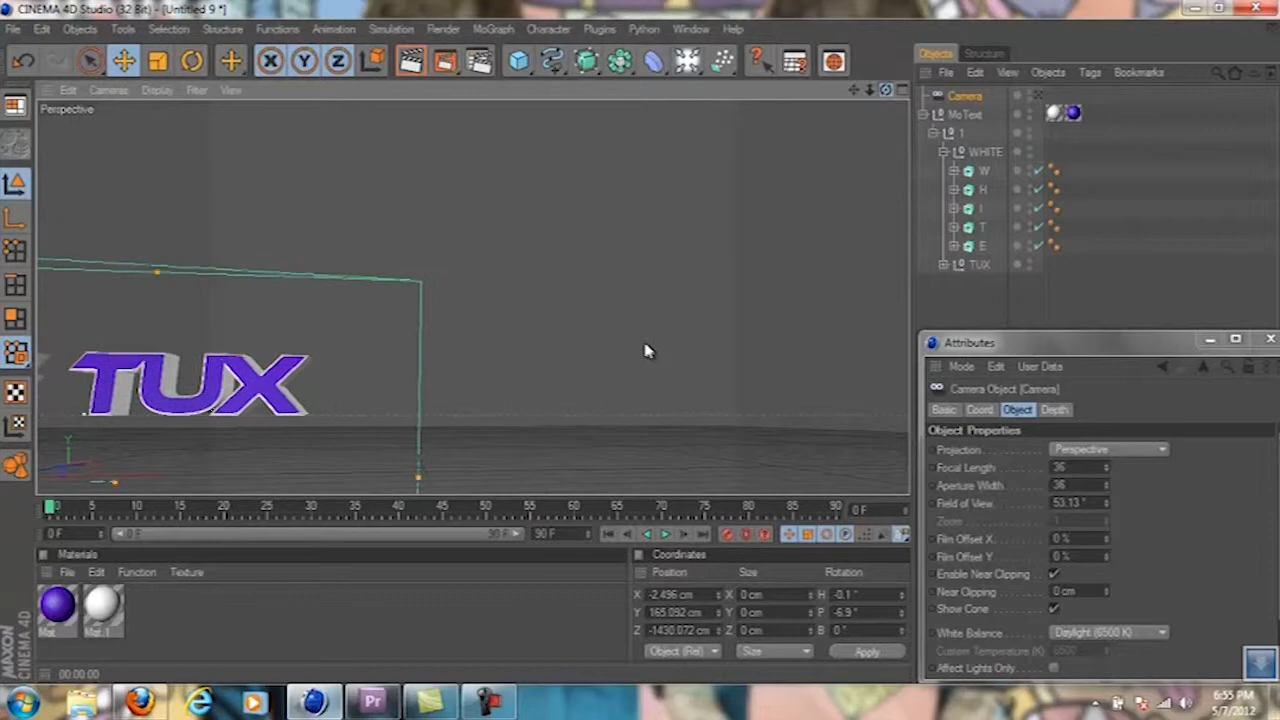 CINEMA 4D Studio (32 Bit) - [Untitled 9 *]
File Edit Objects Tools Selection Structure Functions Animation Simulation Render MoGraph Character Plugins Python Window Help
Edit Cameras Display Filter View
Perspective
TUX
Y
0 5 10 15 20 25 30 35 40 45 50 55 60 65 70 75 80 85 90 0 F
0 F 0 F 90 F 90 F
Materials
File Edit Function Texture
Mat Mat.1
MAXON
CINEMA 4D
00:00:00
Coordinates
Position Size Rotation
X -2.496 cm X 0 cm H -0.1 °
Y 165.092 cm Y 0 cm P -6.9 °
Z -1430.072 cm Z 0 cm B 0 °
Object (Rel) Size Apply
Objects Structure
File Edit View Objects Tags Bookmarks
Camera
MoText
1
WHITE
W
H
I
T
E
TUX
Attributes
Mode Edit User Data
Camera Object [Camera]
Basic Coord Object Depth
Object Properties
Projection Perspective
Focal Length 36
Aperture Width 36
Field of View 53.13 °
Zoom 1
Film Offset X 0 %
Film Offset Y 0 %
Enable Near Clipping
Near Clipping 0 cm
Show Cone
White Balance Daylight (6500 K)
Custom Temperature (K) 6500
Affect Lights Only
Pr
6:55 PM
5/7/2012